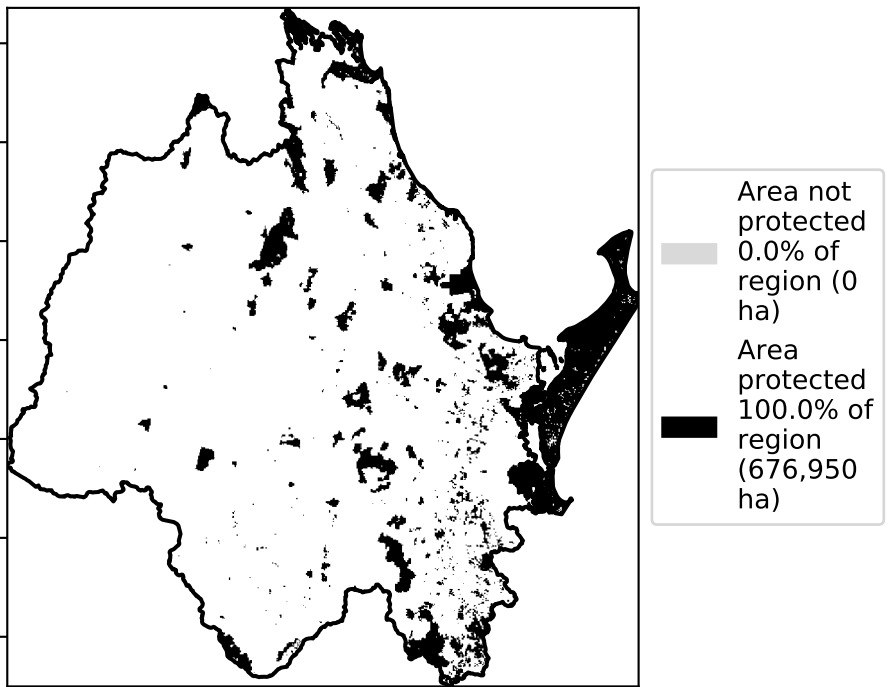 Area not
protected
0.0% of
region (0
ha)
Area
protected
100.0% of
region
(676,950
ha)